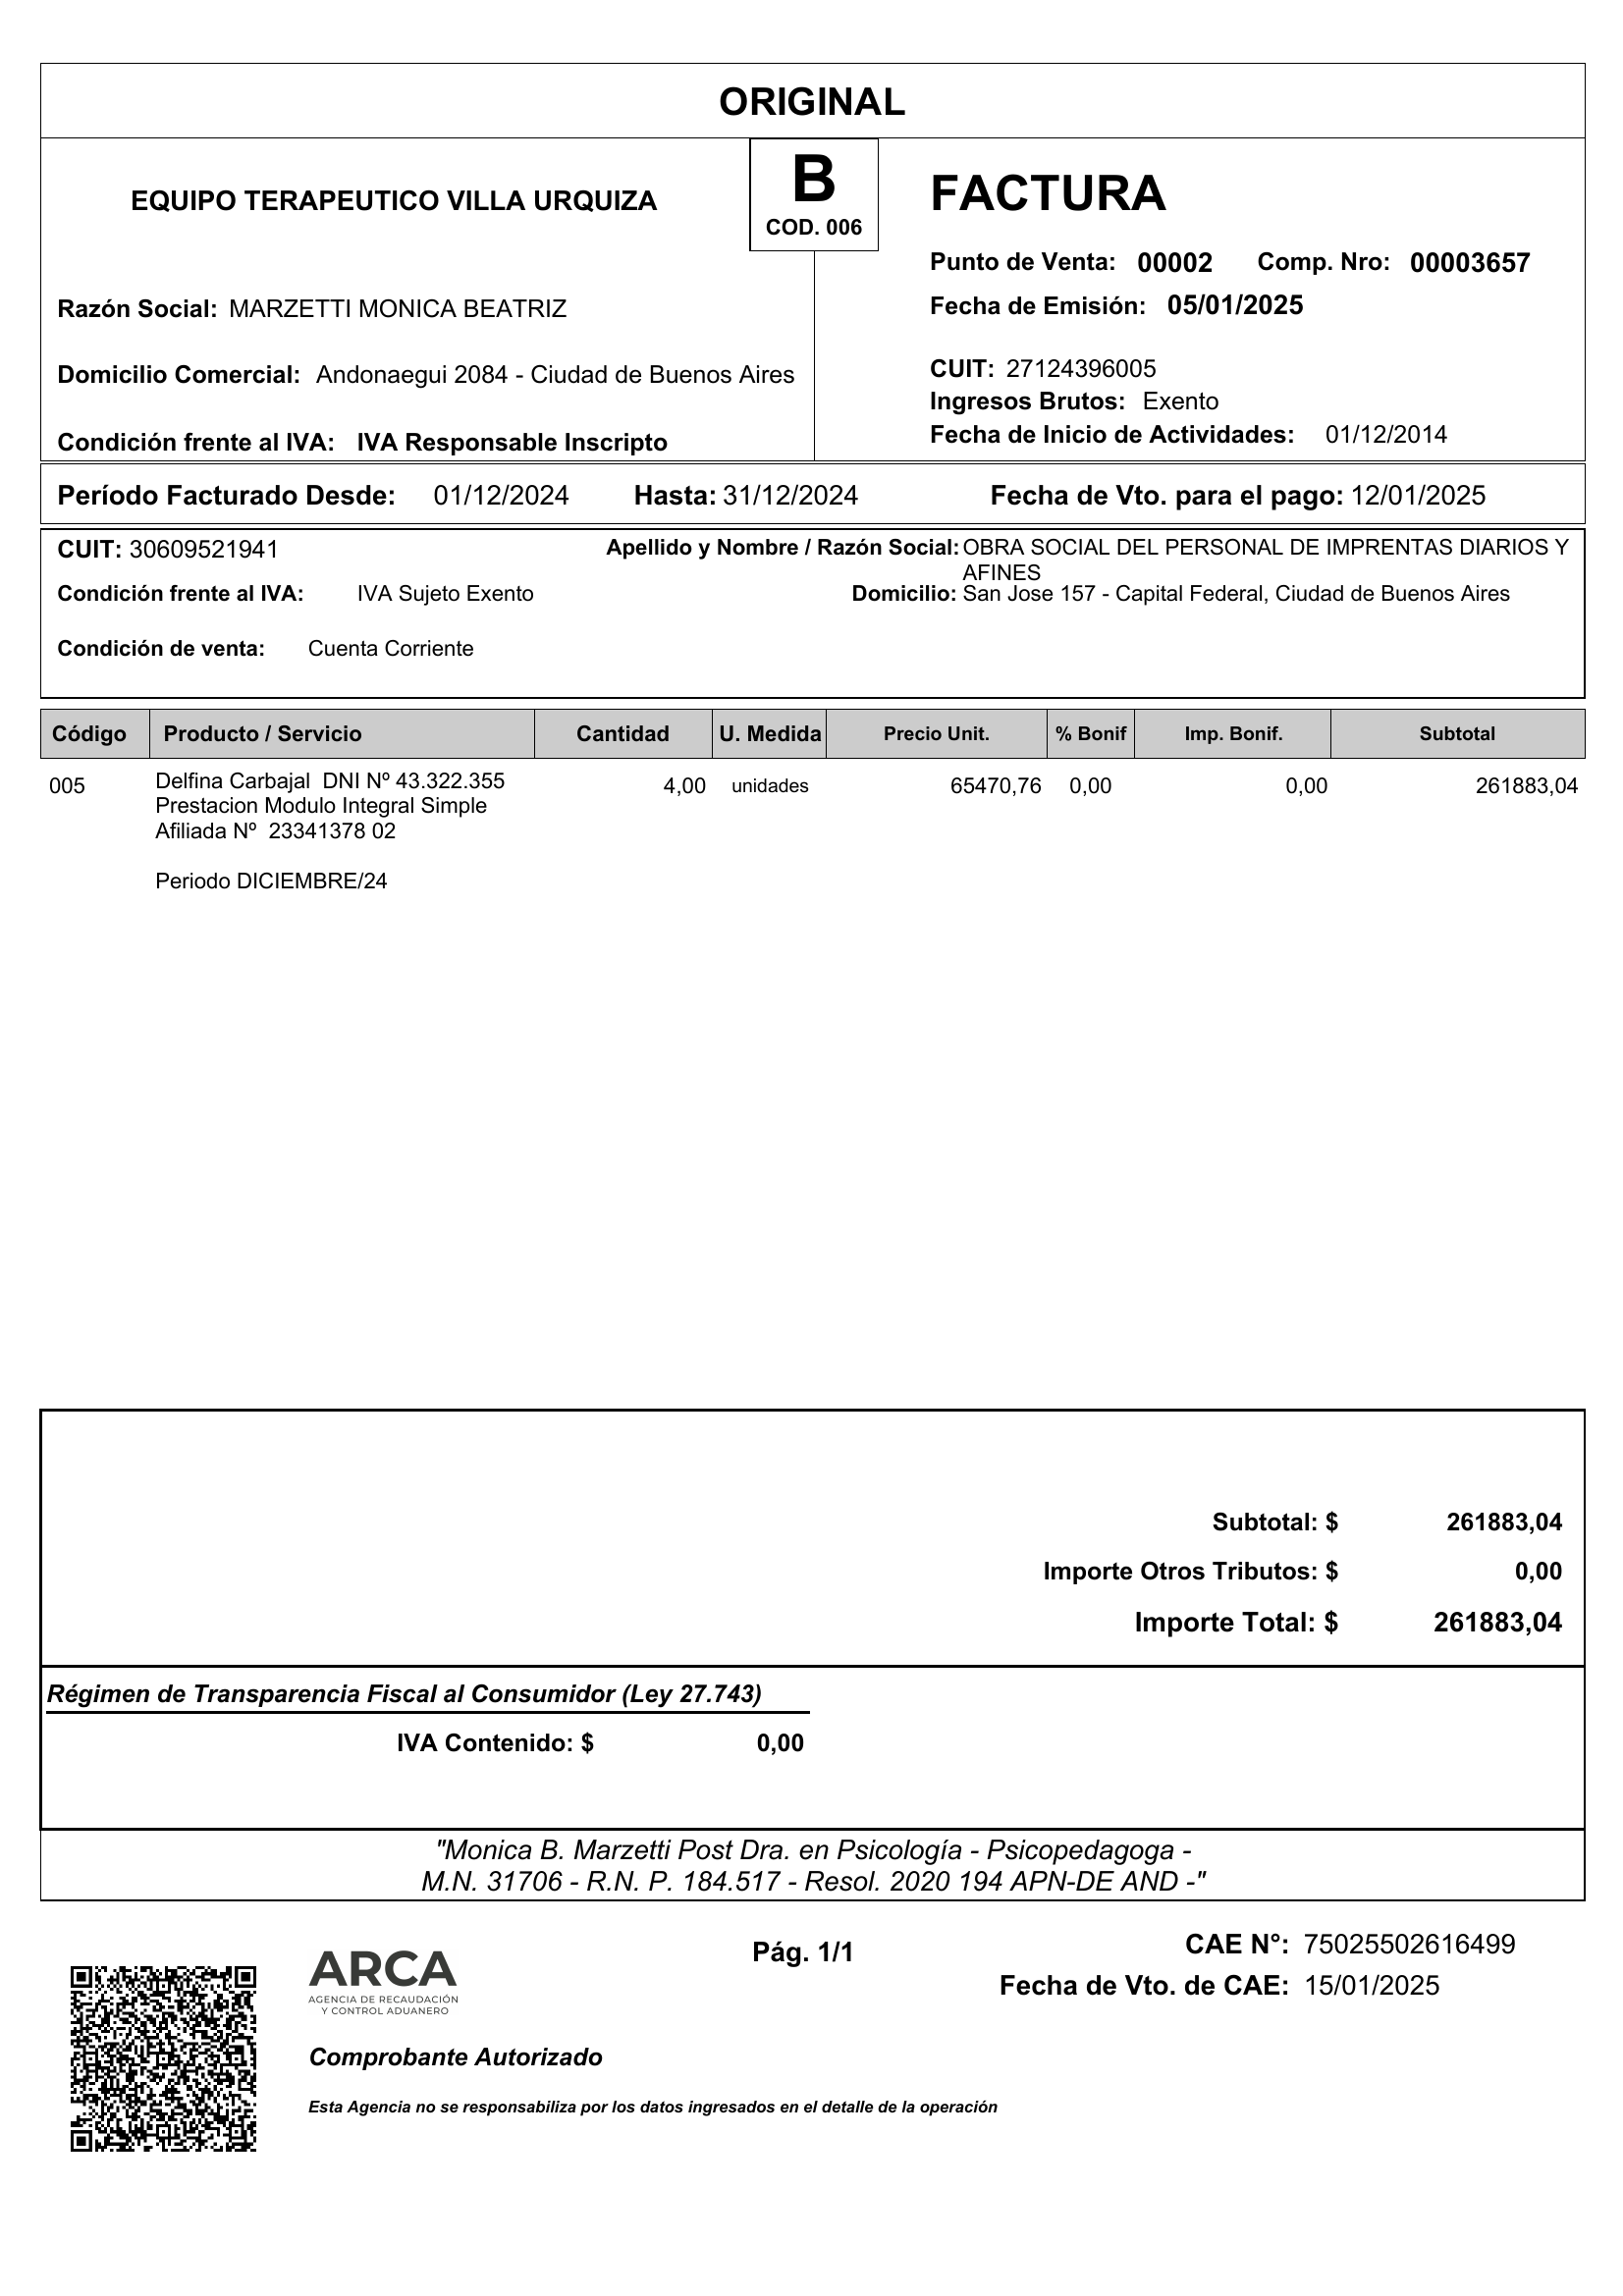 ORIGINAL
EQUIPO TERAPEUTICO VILLA URQUIZA
B
COD. 006
FACTURA
Punto de Venta: 00002 Comp. Nro: 00003657
Fecha de Emisión: 05/01/2025
Razón Social: MARZETTI MONICA BEATRIZ
Domicilio Comercial: Andonaegui 2084 - Ciudad de Buenos Aires
Condición frente al IVA: IVA Responsable Inscripto
CUIT: 27124396005
Ingresos Brutos: Exento
Fecha de Inicio de Actividades: 01/12/2014
Período Facturado Desde: 01/12/2024 Hasta: 31/12/2024 Fecha de Vto. para el pago: 12/01/2025
CUIT: 30609521941 Apellido y Nombre / Razón Social: OBRA SOCIAL DEL PERSONAL DE IMPRENTAS DIARIOS Y
AFINES
Condición frente al IVA: IVA Sujeto Exento Domicilio: San Jose 157 - Capital Federal, Ciudad de Buenos Aires
Condición de venta: Cuenta Corriente
Código Producto / Servicio Cantidad U. Medida Precio Unit. % Bonif Imp. Bonif. Subtotal
005 Delfina Carbajal DNI Nº 43.322.355 4,00 unidades 65470,76 0,00 0,00 261883,04
Prestacion Modulo Integral Simple
Afiliada Nº 23341378 02
Periodo DICIEMBRE/24
Subtotal: $ 261883,04
Importe Otros Tributos: $ 0,00
Importe Total: $ 261883,04
Régimen de Transparencia Fiscal al Consumidor (Ley 27.743)
IVA Contenido: $ 0,00
"Monica B. Marzetti Post Dra. en Psicología - Psicopedagoga -
M.N. 31706 - R.N. P. 184.517 - Resol. 2020 194 APN-DE AND -"
ARCA
AGENCIA DE RECAUDACIÓN
Y CONTROL ADUANERO
Pág. 1/1
CAE N°: 75025502616499
Fecha de Vto. de CAE: 15/01/2025
Comprobante Autorizado
Esta Agencia no se responsabiliza por los datos ingresados en el detalle de la operación